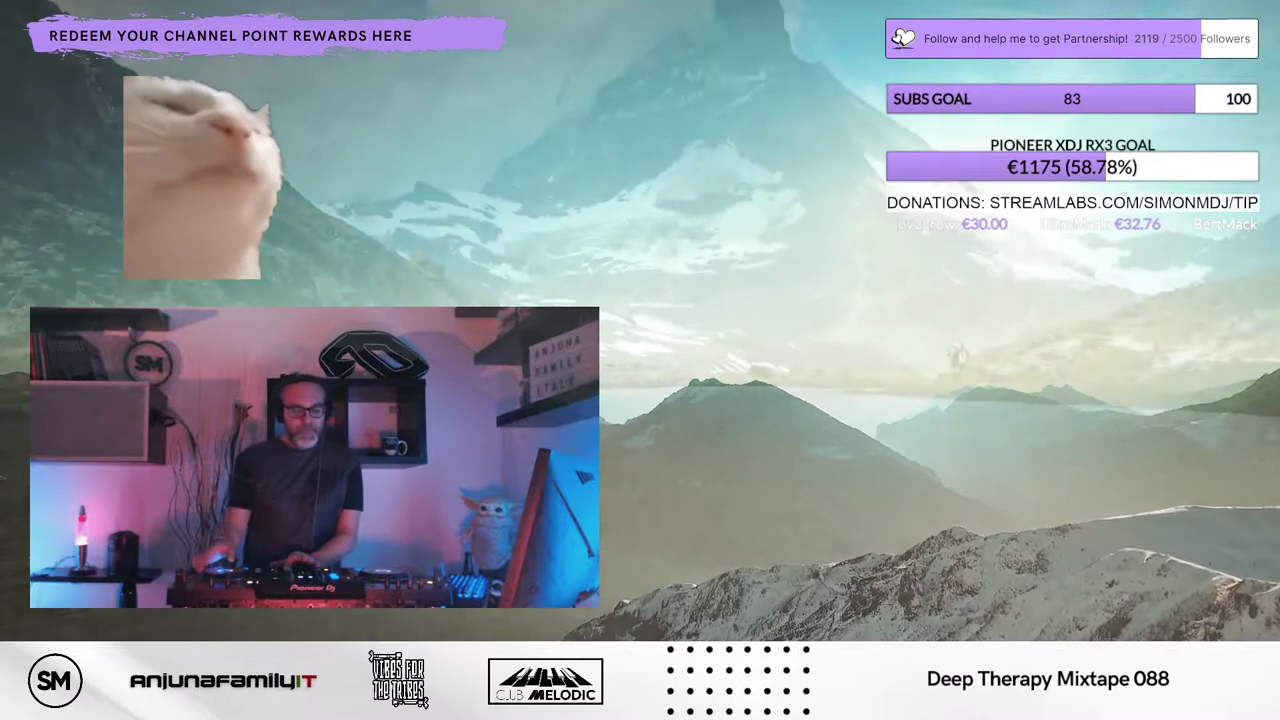 REDEEM YOUR CHANNEL POINT REWARDS HERE
Follow and help me to get Partnership! 2119 / 2500 Followers
SUBS GOAL 83 100
PIONEER XDJ RX3 GOAL
€1175 (58.78%)
DONATIONS: STREAMLABS.COM/SIMONMDJ/TIP
€30.00 €32.76 BertMack
SM
ANJUNA
FAMILY
ITALY
Pioneer Dj
SM
AnjunaFamilyIT
VIBES FOR
THE TRIBES
CLUB MELODIC
Deep Therapy Mixtape 088